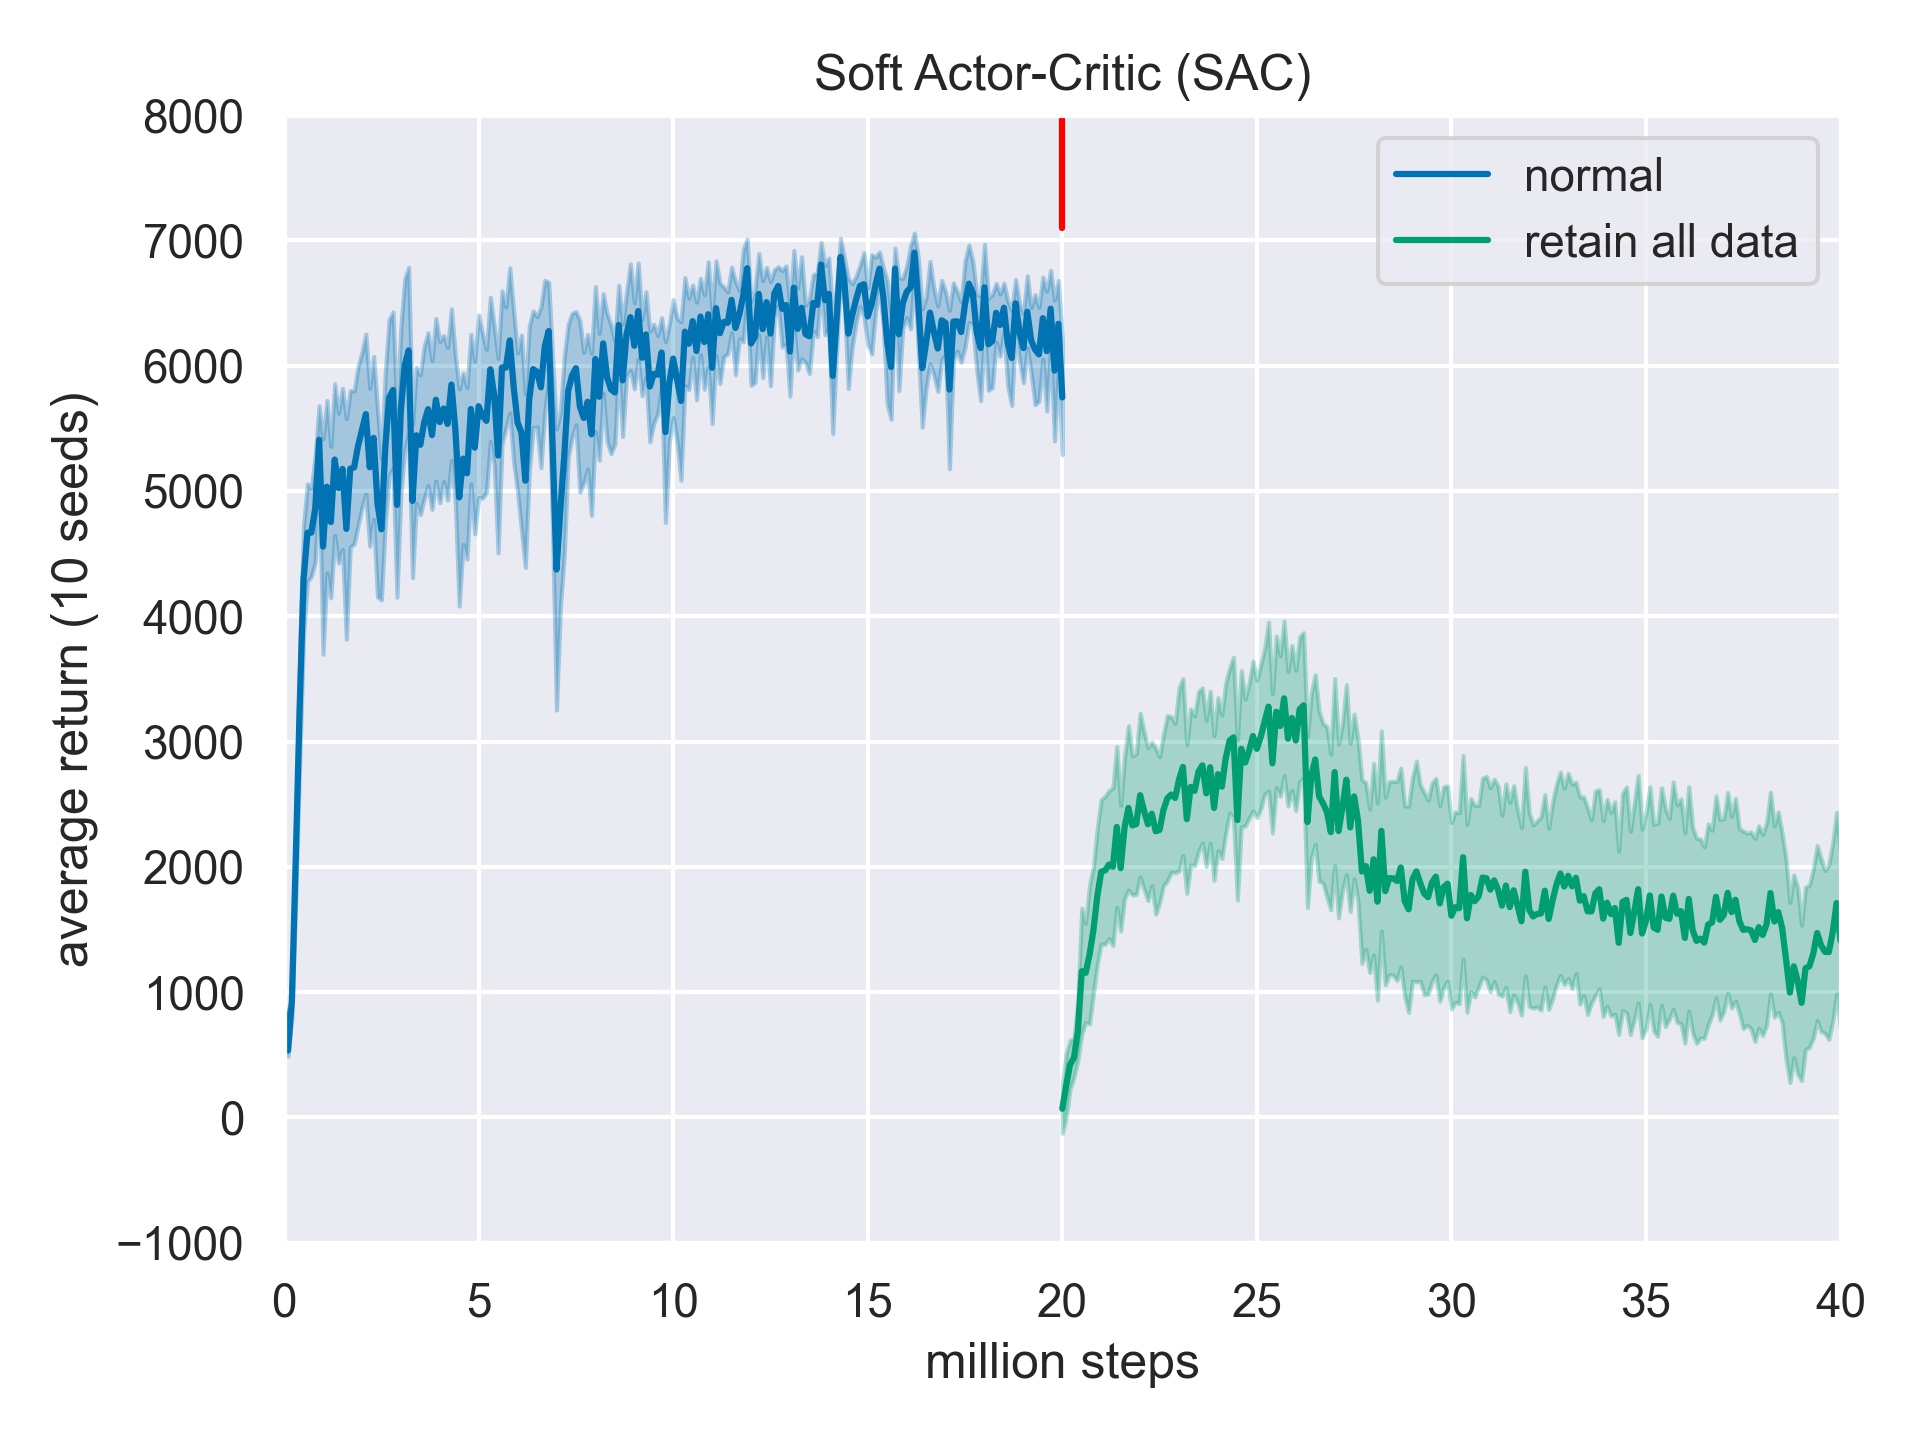 Soft Actor-Critic (SAC)
8000
7000
6000
5000
4000
3000
2000
1000
0
−1000
average return (10 seeds)
normal
retain all data
0 5 10 15 20 25 30 35 40
million steps